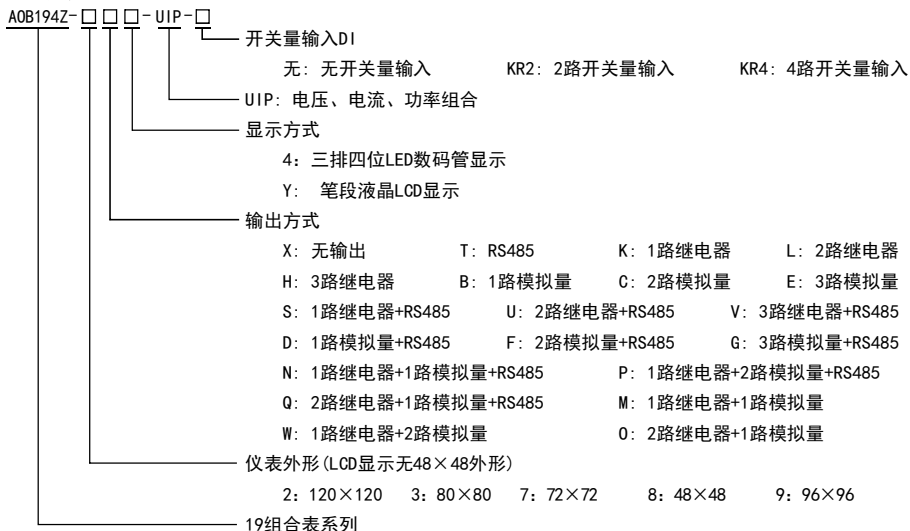 AOB194Z-□□□-UIP-□
开关量输入DI
无: 无开关量输入 KR2: 2路开关量输入 KR4: 4路开关量输入
UIP: 电压、电流、功率组合
显示方式
4: 三排四位LED数码管显示
Y: 笔段液晶LCD显示
输出方式
X: 无输出 T: RS485 K: 1路继电器 L: 2路继电器
H: 3路继电器 B: 1路模拟量 C: 2路模拟量 E: 3路模拟量
S: 1路继电器+RS485 U: 2路继电器+RS485 V: 3路继电器+RS485
D: 1路模拟量+RS485 F: 2路模拟量+RS485 G: 3路模拟量+RS485
N: 1路继电器+1路模拟量+RS485 P: 1路继电器+2路模拟量+RS485
Q: 2路继电器+1路模拟量+RS485 M: 1路继电器+1路模拟量
W: 1路继电器+2路模拟量 O: 2路继电器+1路模拟量
仪表外形(LCD显示无48×48外形)
2: 120×120 3: 80×80 7: 72×72 8: 48×48 9: 96×96
19组合表系列